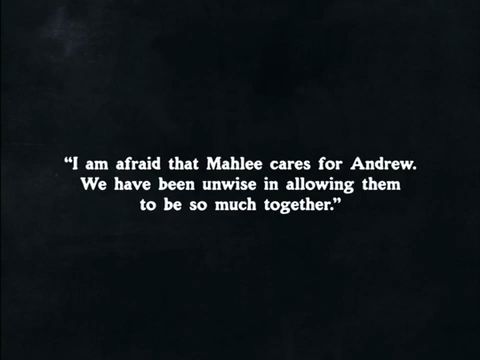 “I am afraid that Mahlee cares for Andrew.
We have been unwise in allowing them
to be so much together.”